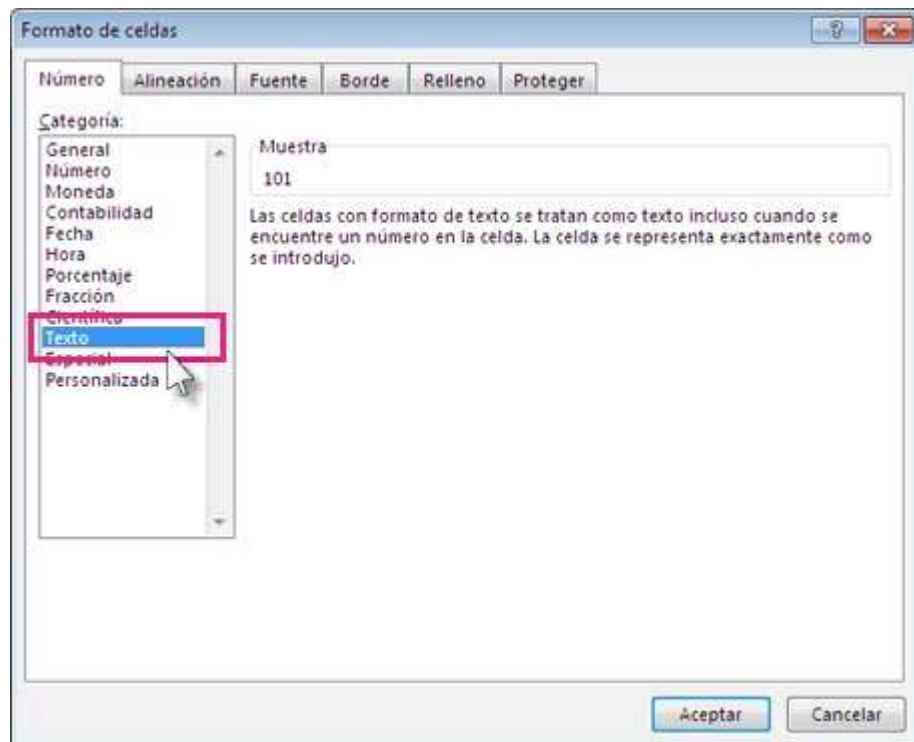 Formato de celdas
Número Alineación Fuente Borde Relleno Proteger
Categoría:
General
Número
Moneda
Contabilidad
Fecha
Hora
Porcentaje
Fracción
Científica
Texto
Especial
Personalizada
Muestra
101
Las celdas con formato de texto se tratan como texto incluso cuando se
encuentre un número en la celda. La celda se representa exactamente como
se introdujo.
Aceptar Cancelar